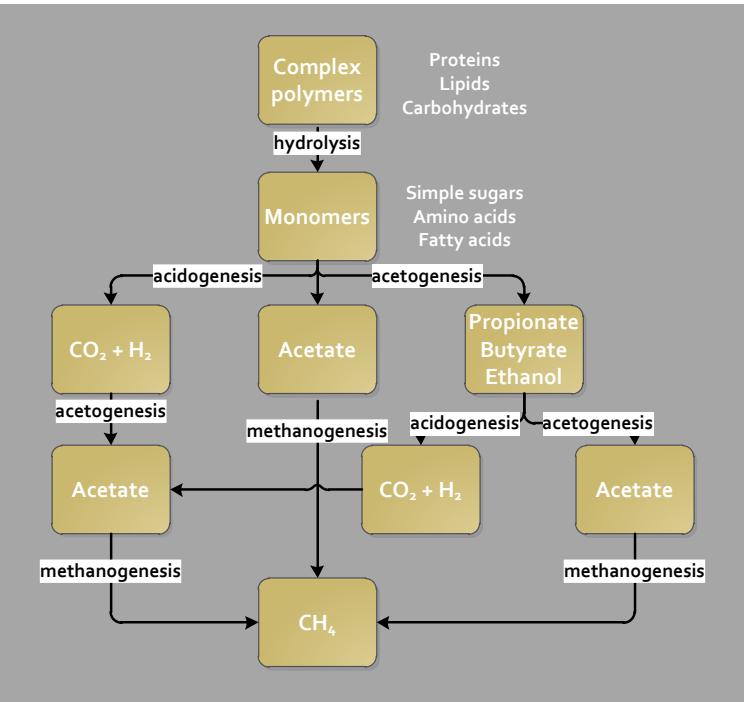 Complex
polymers
Proteins
Lipids
Carbohydrates
hydrolysis
Monomers
Simple sugars
Amino acids
Fatty acids
acidogenesis
acetogenesis
CO₂ + H₂
Acetate
Propionate
Butyrate
Ethanol
acetogenesis
methanogenesis
acidogenesis
acetogenesis
Acetate
CO₂ + H₂
Acetate
methanogenesis
methanogenesis
CH₄